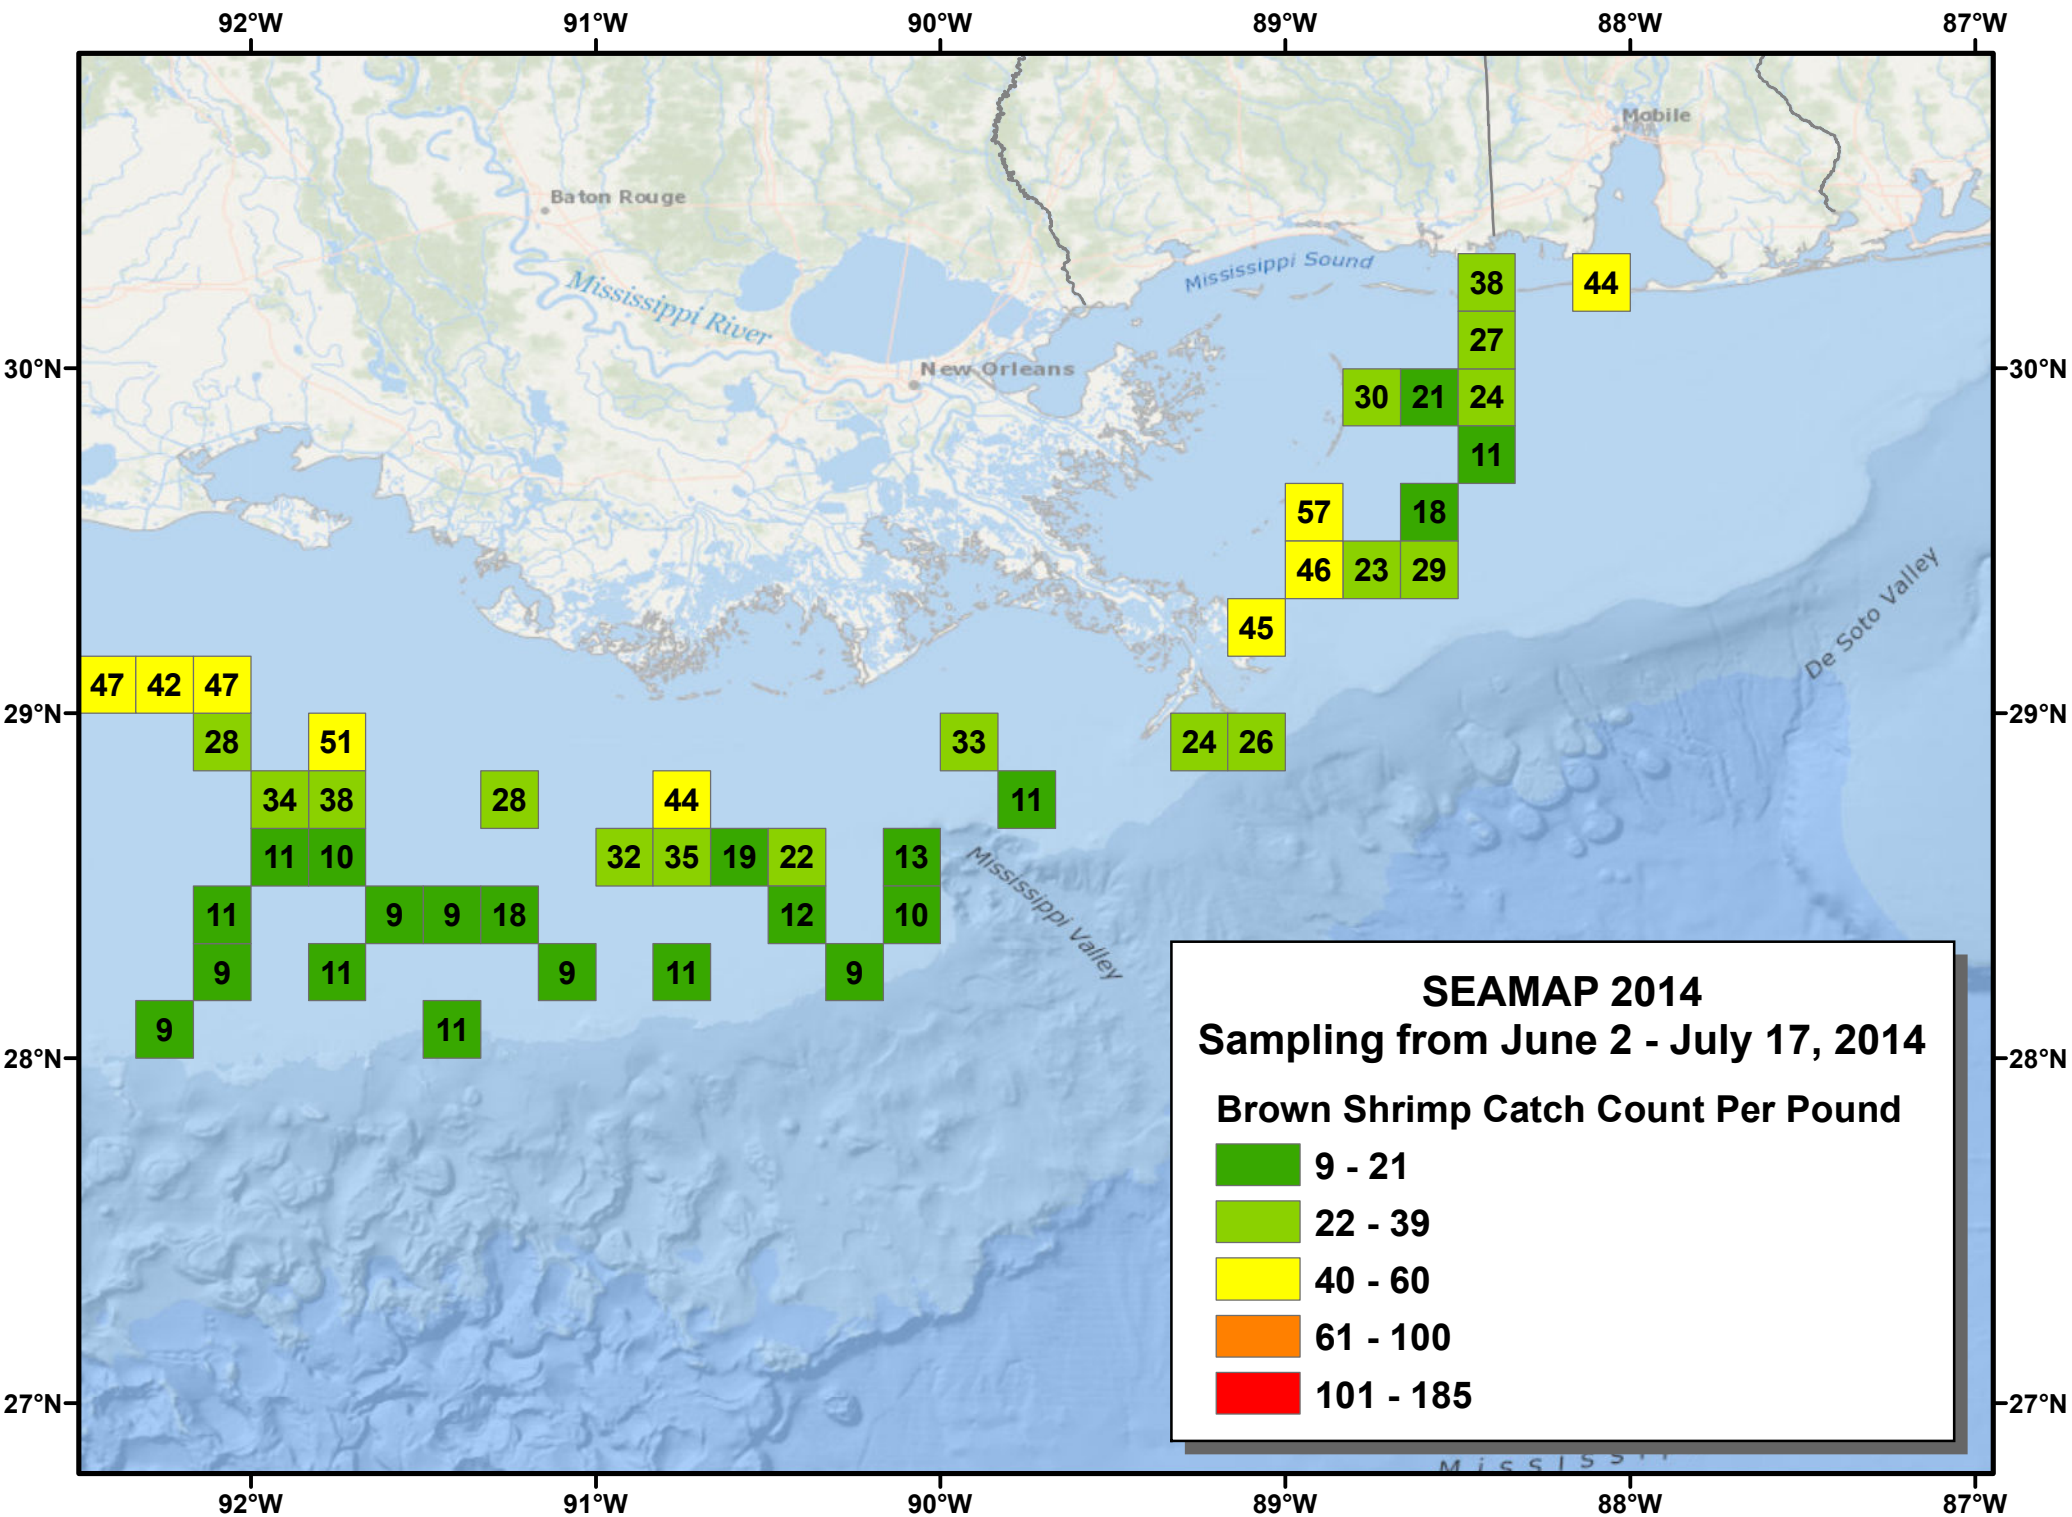 92°W 91°W 90°W 89°W 88°W 87°W
Mobile
Baton Rouge
Mississippi Sound
38 44
Mississippi River
27
30°N New Orleans 30°N
30 21 24
11
57 18
46 23 29
De Soto Valley
45
47 42 47
29°N 29°N
28 51 33 24 26
34 38 28 44 11
11 10 32 35 19 22 13
Mississippi Valley
11 9 9 18 12 10
9 11 9 11 9
9 11
28°N 28°N
SEAMAP 2014
Sampling from June 2 - July 17, 2014
Brown Shrimp Catch Count Per Pound
9 - 21
22 - 39
40 - 60
61 - 100
101 - 185
27°N 27°N
92°W 91°W 90°W 89°W 88°W 87°W